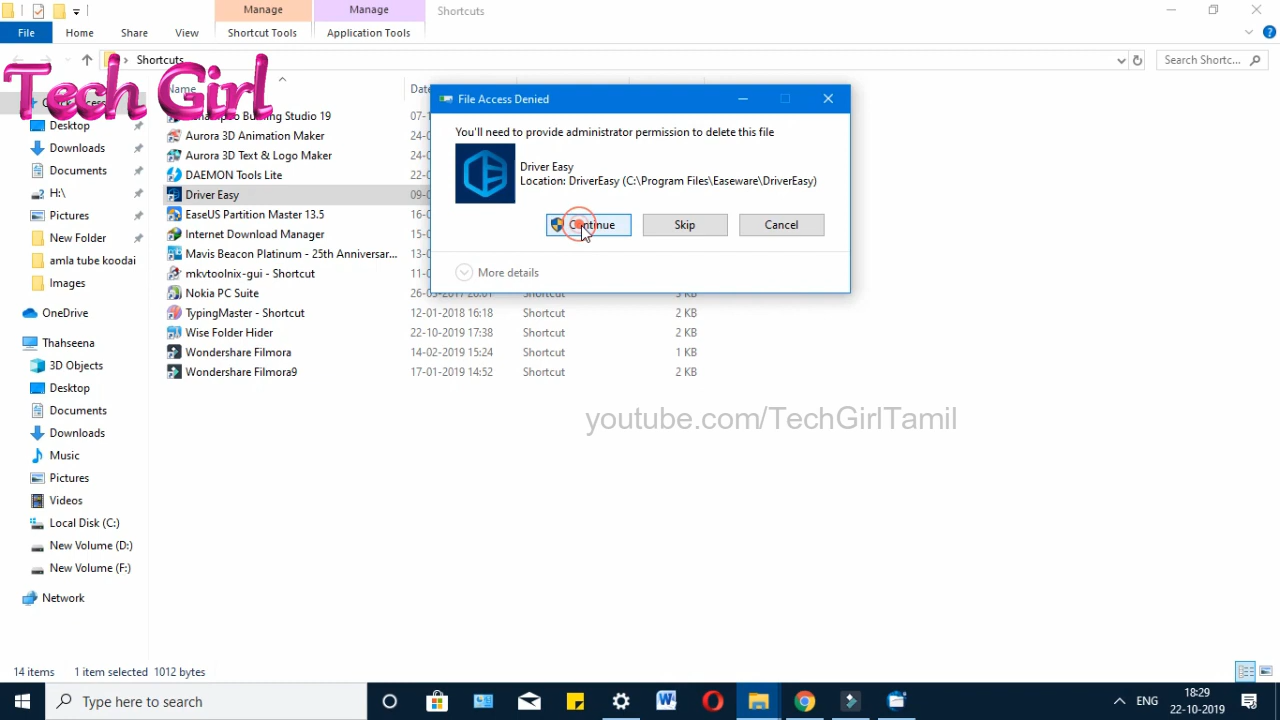 Manage
Manage
Shortcuts
File
Home
Share
View
Shortcut Tools
Application Tools
Shortcuts
Search Shortc...
Tech Girl
Name
Desktop
Downloads
Documents
H:\
Pictures
New Folder
amla tube koodai
Images
OneDrive
Thahseena
3D Objects
Desktop
Documents
Downloads
Music
Pictures
Videos
Local Disk (C:)
New Volume (D:)
New Volume (F:)
Network
Burning Studio 19
Aurora 3D Animation Maker
Aurora 3D Text & Logo Maker
DAEMON Tools Lite
Driver Easy
EaseUS Partition Master 13.5
Internet Download Manager
Mavis Beacon Platinum - 25th Anniversar...
mkvtoolnix-gui - Shortcut
Nokia PC Suite
TypingMaster - Shortcut 12-01-2018 16:18 Shortcut 2 KB
Wise Folder Hider 22-10-2019 17:38 Shortcut 2 KB
Wondershare Filmora 14-02-2019 15:24 Shortcut 1 KB
Wondershare Filmora9 17-01-2019 14:52 Shortcut 2 KB
File Access Denied
You'll need to provide administrator permission to delete this file
Driver Easy
Location: DriverEasy (C:\Program Files\Easeware\DriverEasy)
Continue
Skip
Cancel
More details
youtube.com/TechGirlTamil
14 items 1 item selected 1012 bytes
Type here to search
ENG
18:29
22-10-2019